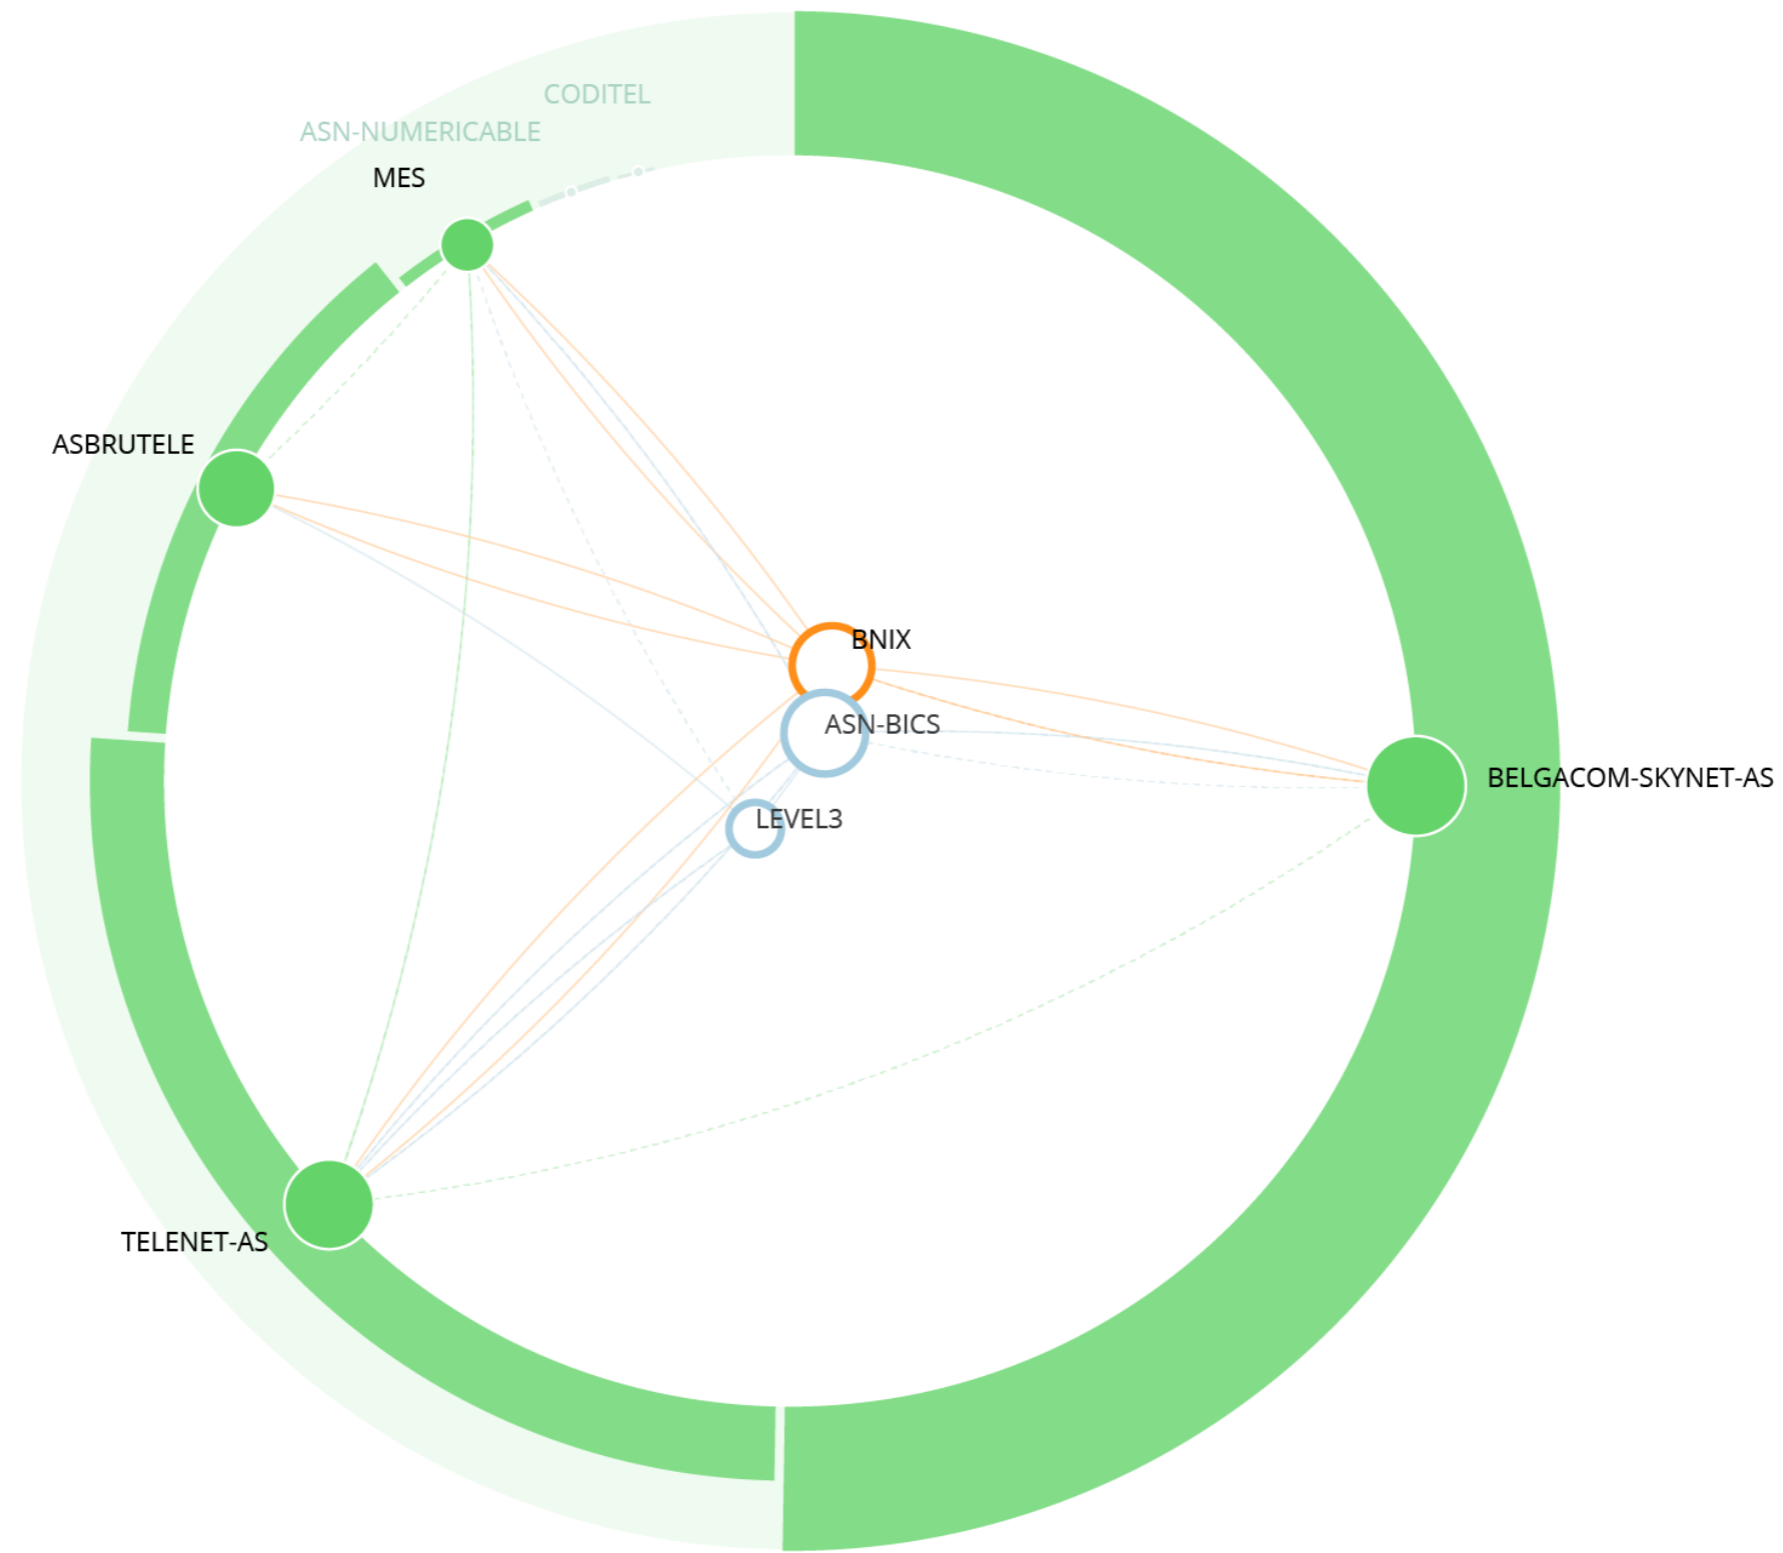 CODITEL
ASN-NUMERICABLE
MES
ASBRUTELE
BNIX
ASN-BICS
BELGACOM-SKYNET-AS
LEVEL3
TELENET-AS